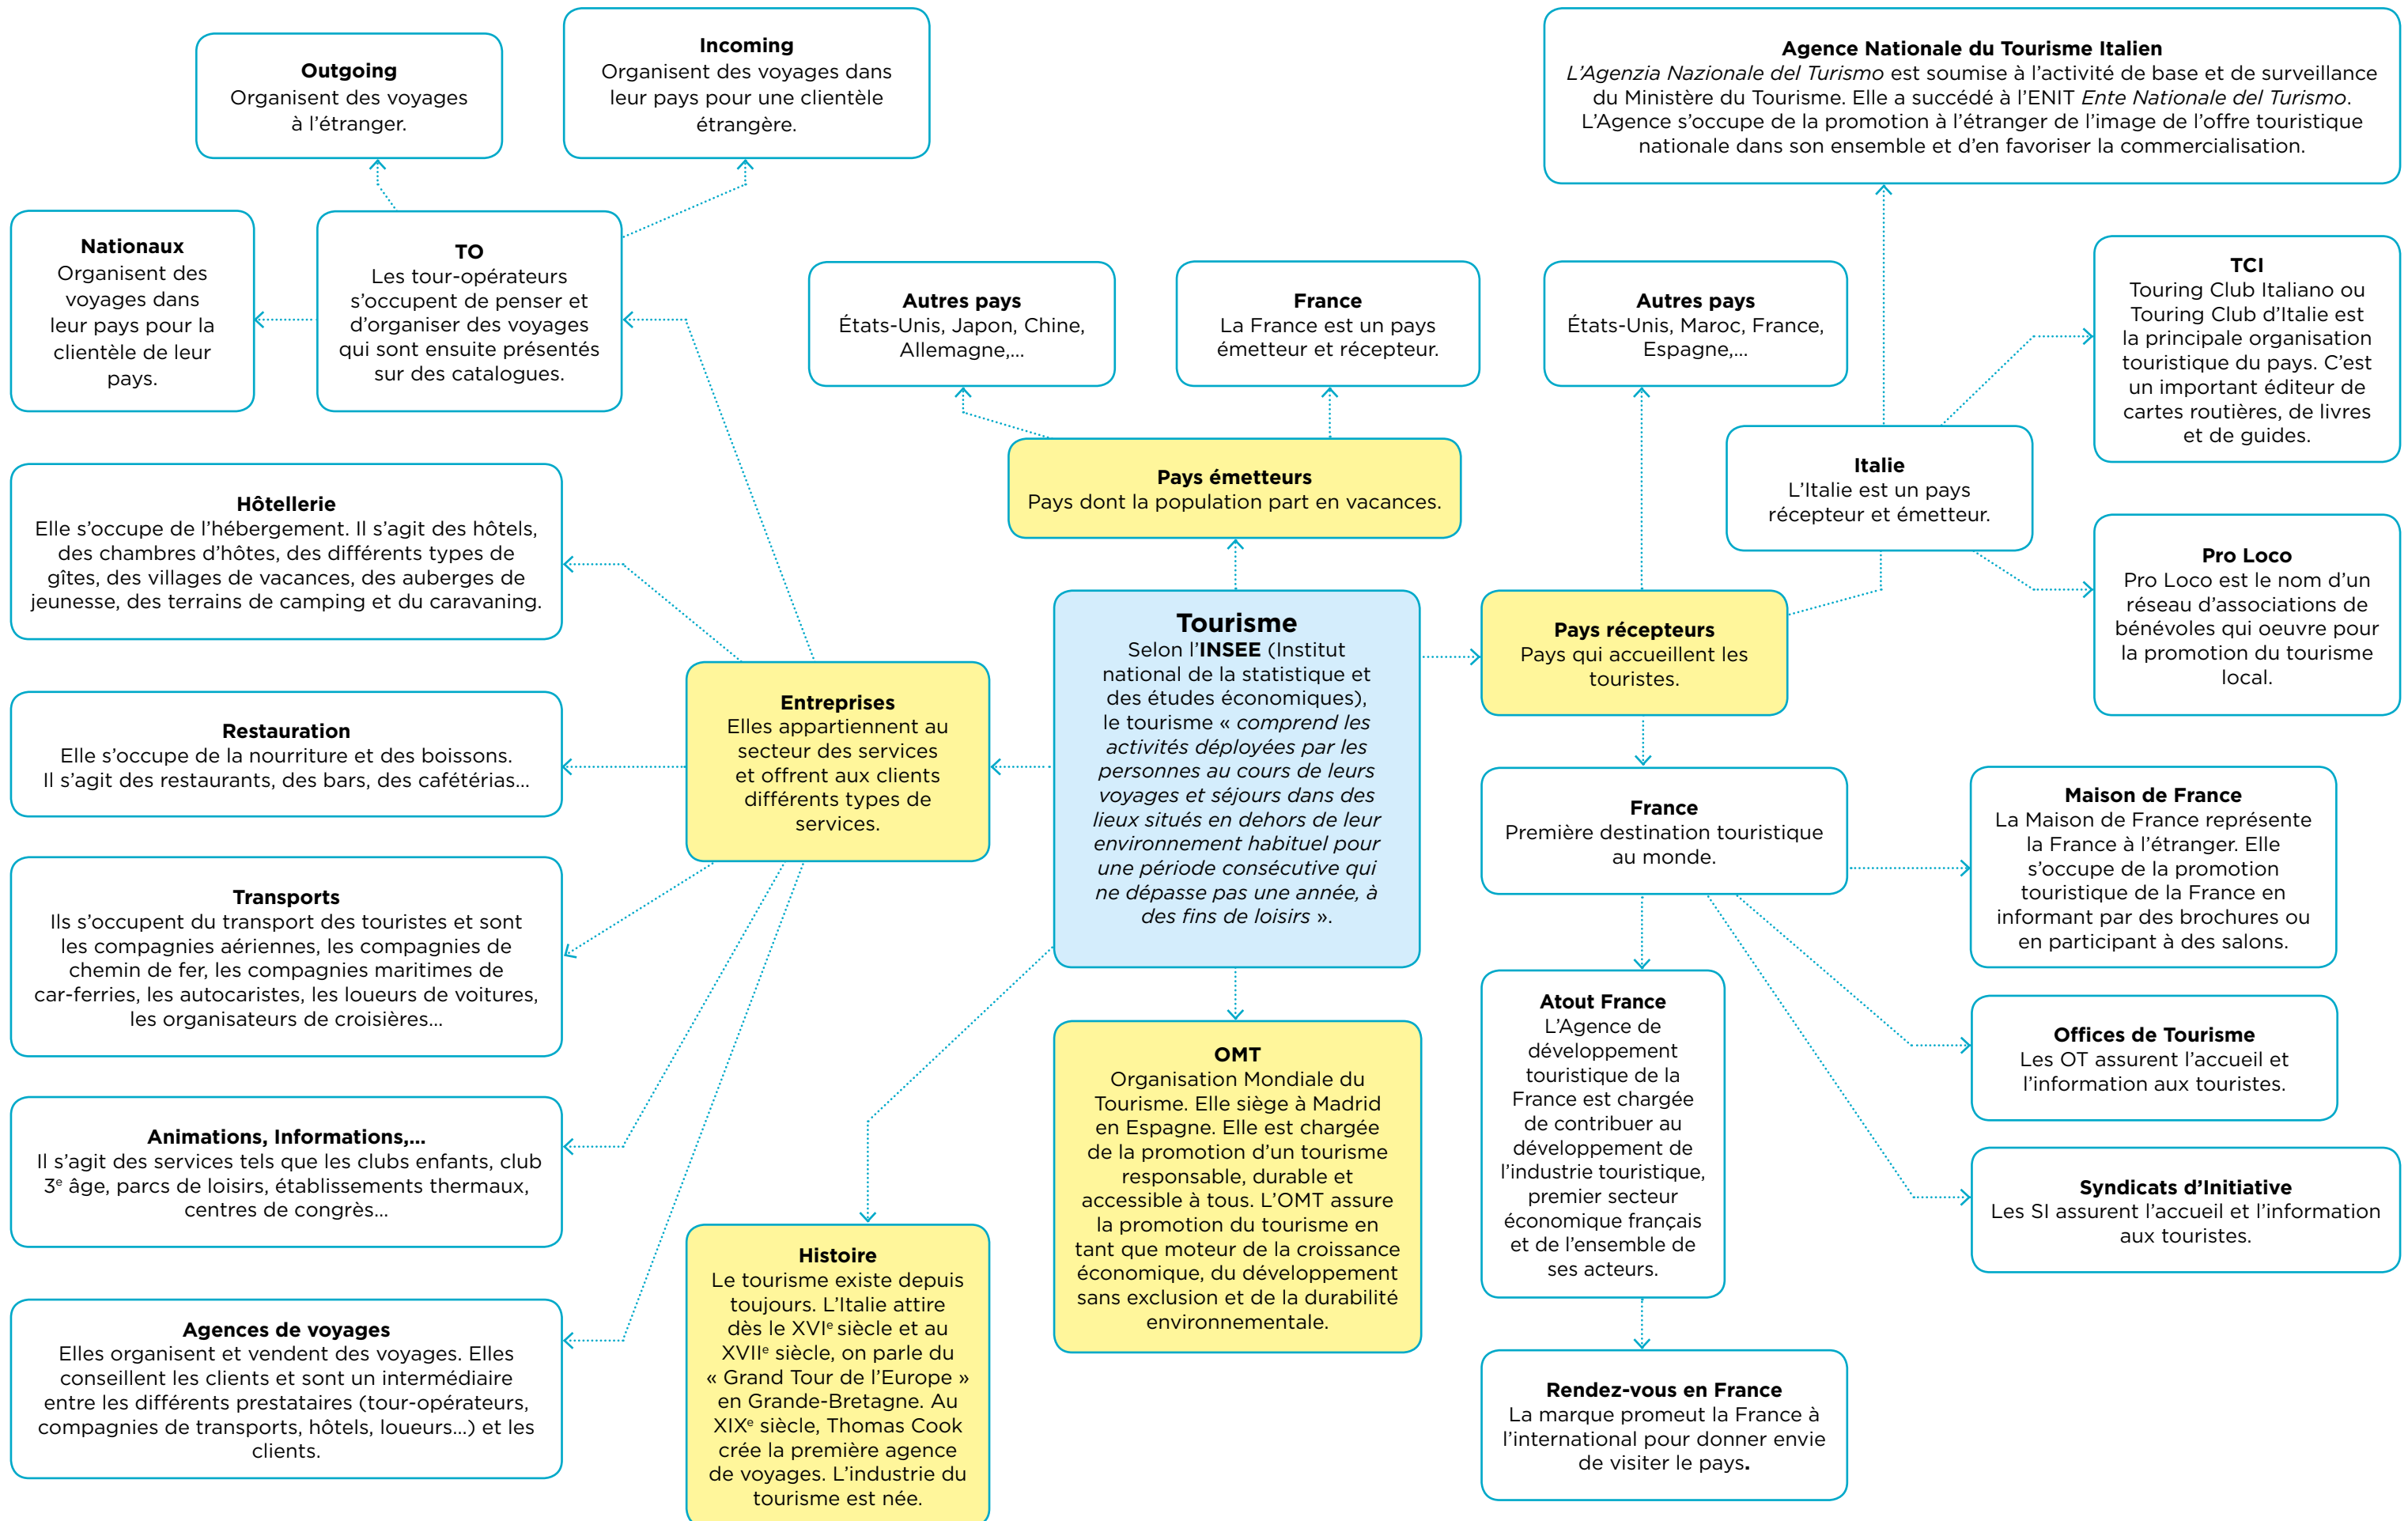 Outgoing
Organisent des voyages
à l’étranger.
Incoming
Organisent des voyages dans
leur pays pour une clientèle
étrangère.
Agence Nationale du Tourisme Italien
L’Agenzia Nazionale del Turismo est soumise à l’activité de base et de surveillance
du Ministère du Tourisme. Elle a succédé à l’ENIT Ente Nationale del Turismo.
L’Agence s’occupe de la promotion à l’étranger de l’image de l’offre touristique
nationale dans son ensemble et d’en favoriser la commercialisation.
Nationaux
Organisent des
voyages dans
leur pays pour la
clientèle de leur
pays.
TO
Les tour-opérateurs
s’occupent de penser et
d’organiser des voyages
qui sont ensuite présentés
sur des catalogues.
Autres pays
États-Unis, Japon, Chine,
Allemagne,...
France
La France est un pays
émetteur et récepteur.
Autres pays
États-Unis, Maroc, France,
Espagne,...
TCI
Touring Club Italiano ou
Touring Club d’Italie est
la principale organisation
touristique du pays. C’est
un important éditeur de
cartes routières, de livres
et de guides.
Pays émetteurs
Pays dont la population part en vacances.
Italie
L’Italie est un pays
récepteur et émetteur.
Hôtellerie
Elle s’occupe de l’hébergement. Il s’agit des hôtels,
des chambres d’hôtes, des différents types de
gîtes, des villages de vacances, des auberges de
jeunesse, des terrains de camping et du caravaning.
Pro Loco
Pro Loco est le nom d’un
réseau d’associations de
bénévoles qui oeuvre pour
la promotion du tourisme
local.
Tourisme
Selon l’INSEE (Institut
national de la statistique et
des études économiques),
le tourisme « comprend les
activités déployées par les
personnes au cours de leurs
voyages et séjours dans des
lieux situés en dehors de leur
environnement habituel pour
une période consécutive qui
ne dépasse pas une année, à
des fins de loisirs ».
Pays récepteurs
Pays qui accueillent les
touristes.
Entreprises
Elles appartiennent au
secteur des services
et offrent aux clients
différents types de
services.
Restauration
Elle s’occupe de la nourriture et des boissons.
Il s’agit des restaurants, des bars, des cafétérias...
France
Première destination touristique
au monde.
Maison de France
La Maison de France représente
la France à l’étranger. Elle
s’occupe de la promotion
touristique de la France en
informant par des brochures ou
en participant à des salons.
Transports
Ils s’occupent du transport des touristes et sont
les compagnies aériennes, les compagnies de
chemin de fer, les compagnies maritimes de
car-ferries, les autocaristes, les loueurs de voitures,
les organisateurs de croisières...
Atout France
L’Agence de
développement
touristique de la
France est chargée
de contribuer au
développement de
l’industrie touristique,
premier secteur
économique français
et de l’ensemble de
ses acteurs.
Offices de Tourisme
Les OT assurent l’accueil et
l’information aux touristes.
OMT
Organisation Mondiale du
Tourisme. Elle siège à Madrid
en Espagne. Elle est chargée
de la promotion d’un tourisme
responsable, durable et
accessible à tous. L’OMT assure
la promotion du tourisme en
tant que moteur de la croissance
économique, du développement
sans exclusion et de la durabilité
environnementale.
Animations, Informations,...
Il s’agit des services tels que les clubs enfants, club
3e âge, parcs de loisirs, établissements thermaux,
centres de congrès...
Syndicats d’Initiative
Les SI assurent l’accueil et l’information
aux touristes.
Histoire
Le tourisme existe depuis
toujours. L’Italie attire
dès le XVIe siècle et au
XVIIe siècle, on parle du
« Grand Tour de l’Europe »
en Grande-Bretagne. Au
XIXe siècle, Thomas Cook
crée la première agence
de voyages. L’industrie du
tourisme est née.
Agences de voyages
Elles organisent et vendent des voyages. Elles
conseillent les clients et sont un intermédiaire
entre les différents prestataires (tour-opérateurs,
compagnies de transports, hôtels, loueurs...) et les
clients.
Rendez-vous en France
La marque promeut la France à
l’international pour donner envie
de visiter le pays.